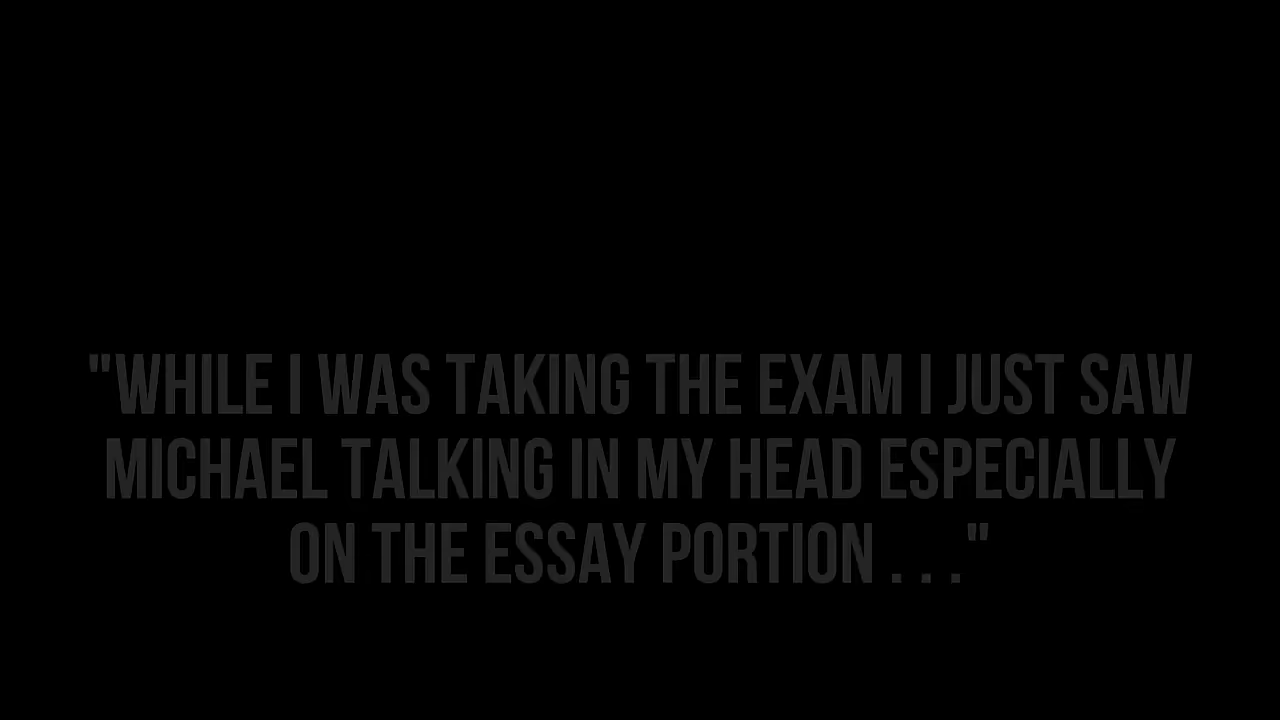 "WHILE I WAS TAKING THE EXAM I JUST SAW
MICHAEL TALKING IN MY HEAD ESPECIALLY
ON THE ESSAY PORTION . . ."